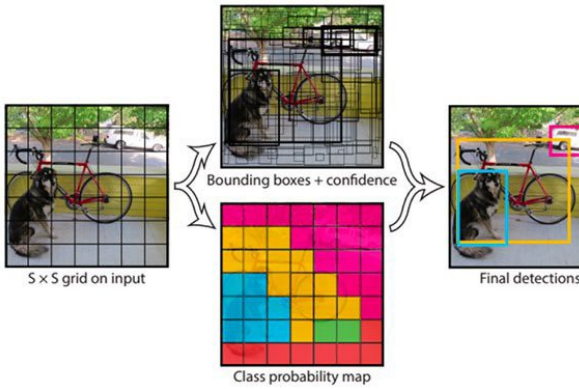 Bounding boxes + confidence
S × S grid on input
Final detections
Class probability map